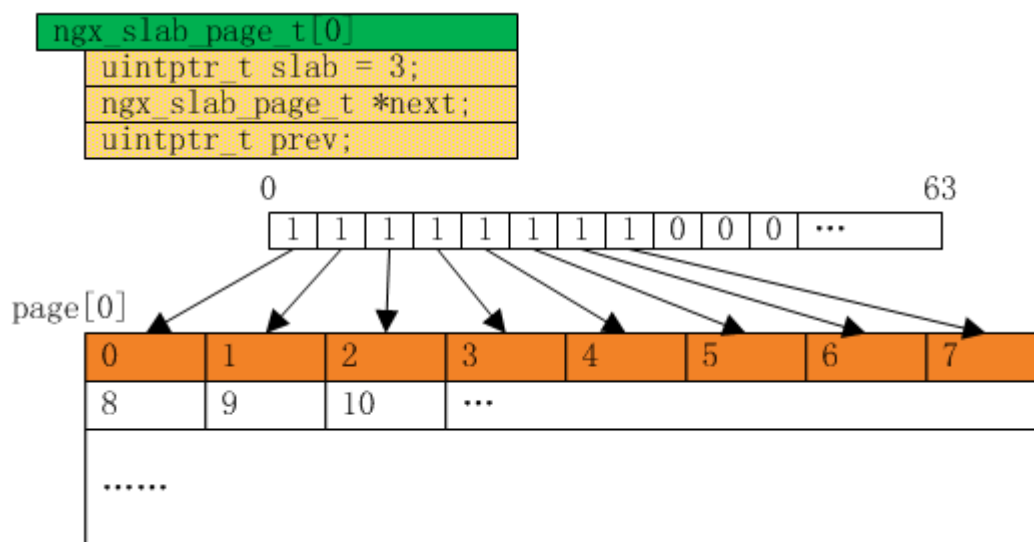 ngx_slab_page_t[0]
uintptr_t slab = 3;
ngx_slab_page_t *next;
uintptr_t prev;
0 63
1 1 1 1 1 1 1 1 0 0 0 …
page[0]
0 1 2 3 4 5 6 7
8 9 10 …
……